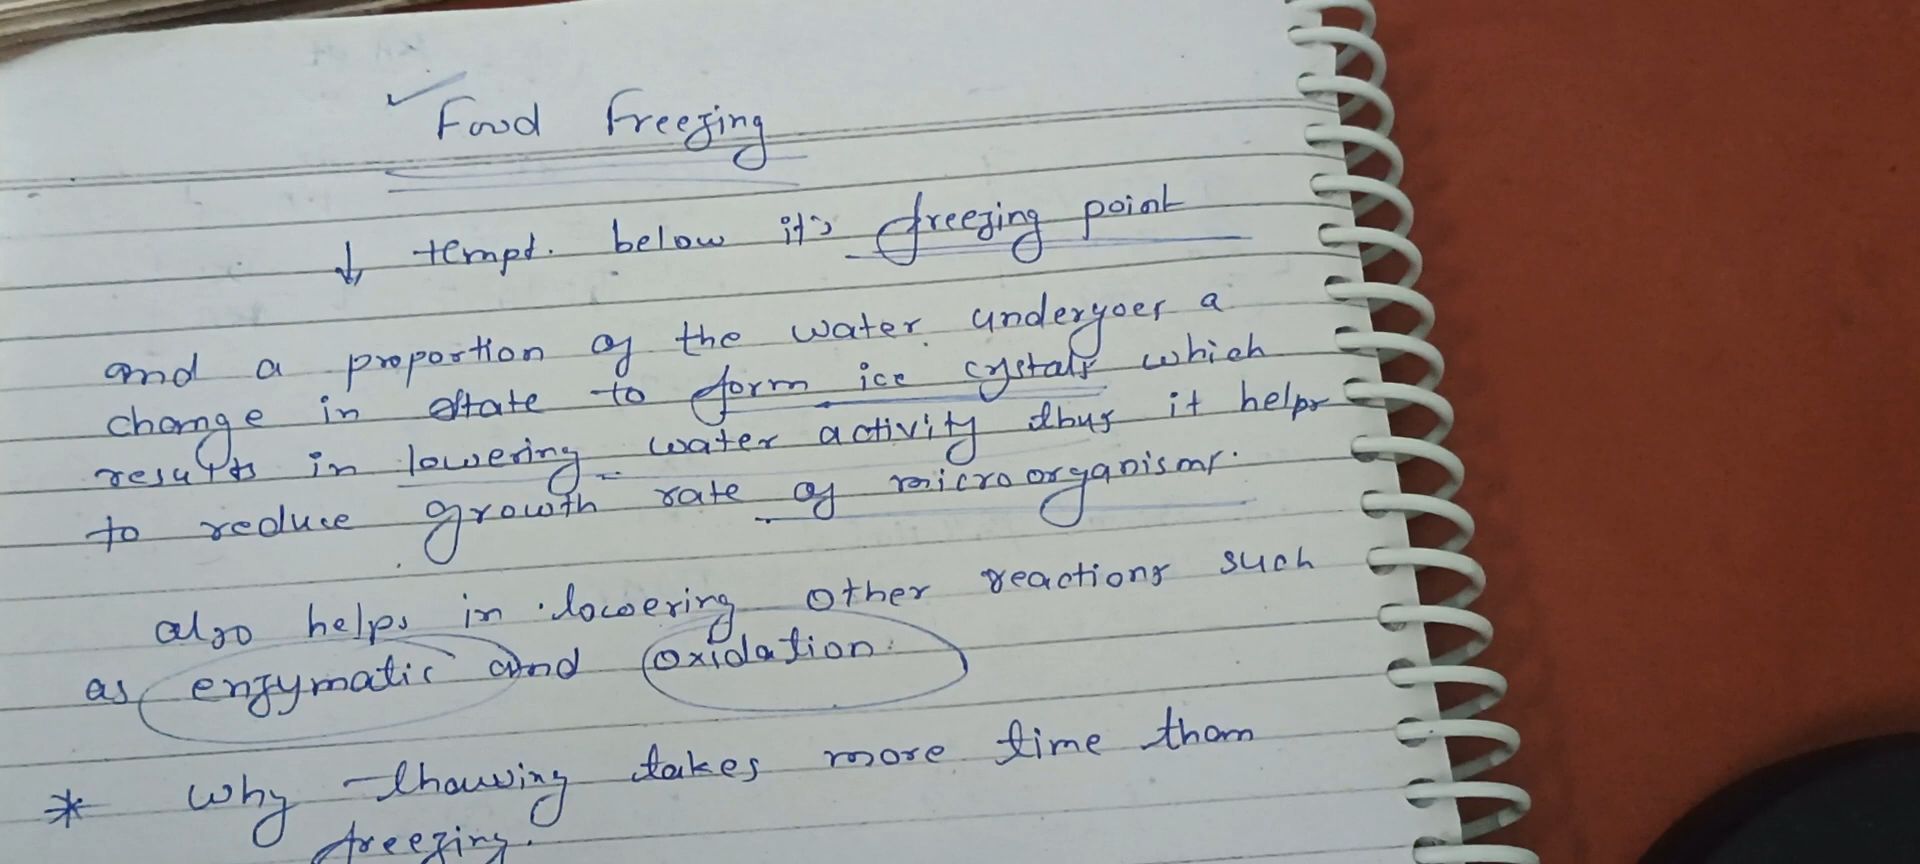 Food Freezing
↓ tempt. below it's freezing point
and a proportion of the water undergoes a
change in state to form ice crystals which
results in lowering water activity thus it helps
to reduce growth rate of microorganisms.
also helps in lowering other reactions such
as enzymatic and oxidation.
* Why thawing takes more time than
freezing.